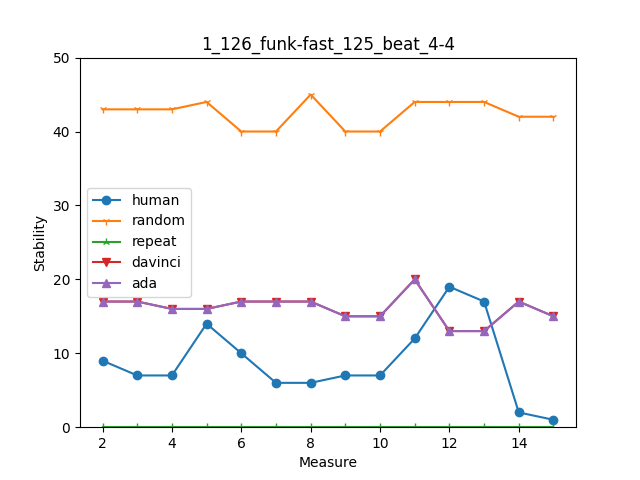 1_126_funk-fast_125_beat_4-4
50
40
30
20
10
0
Stability
human
random
repeat
davinci
ada
2 4 6 8 10 12 14
Measure